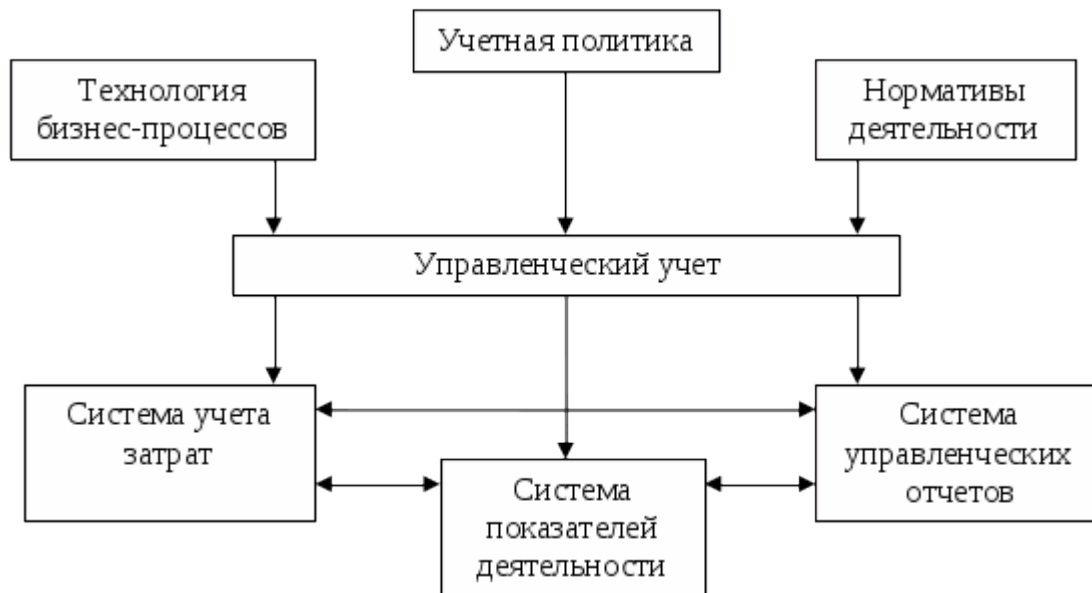 Учетная политика
Технология
бизнес-процессов
Нормативы
деятельности
Управленческий учет
Система учета
затрат
Система
показателей
деятельности
Система
управленческих
отчетов